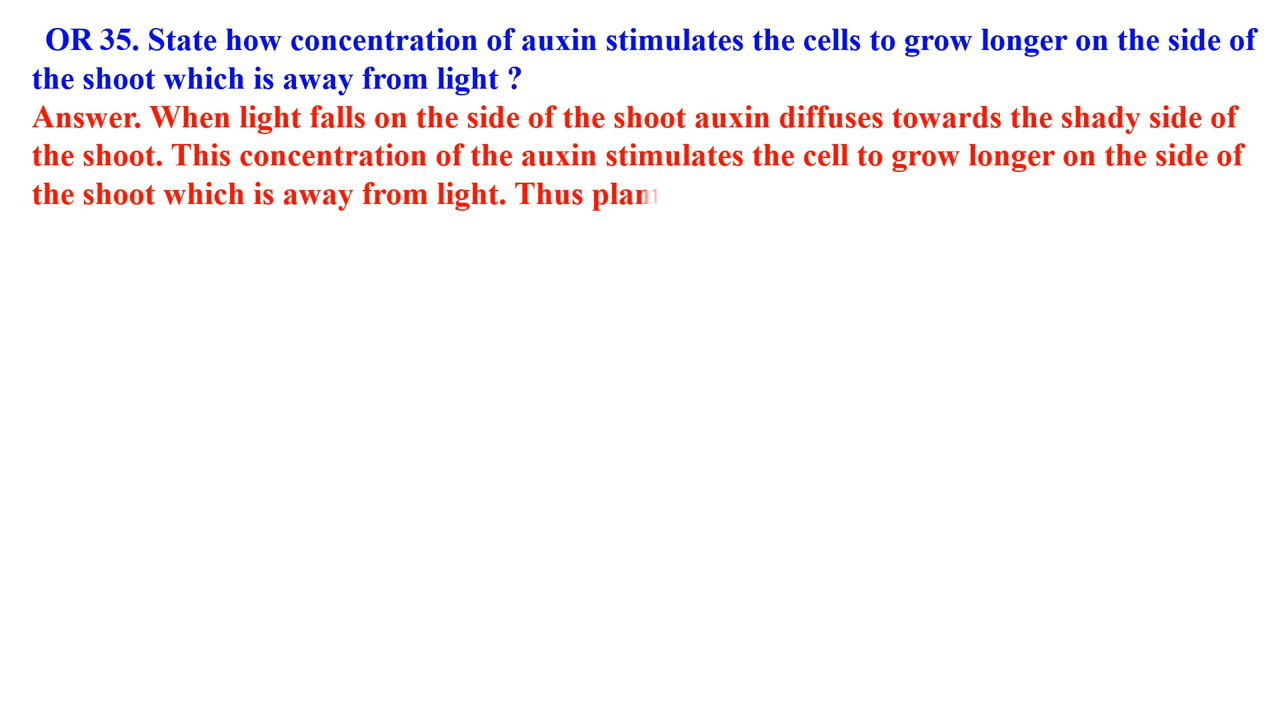 OR 35. State how concentration of auxin stimulates the cells to grow longer on the side of
the shoot which is away from light ?
Answer. When light falls on the side of the shoot auxin diffuses towards the shady side of
the shoot. This concentration of the auxin stimulates the cell to grow longer on the side of
the shoot which is away from light. Thus plant